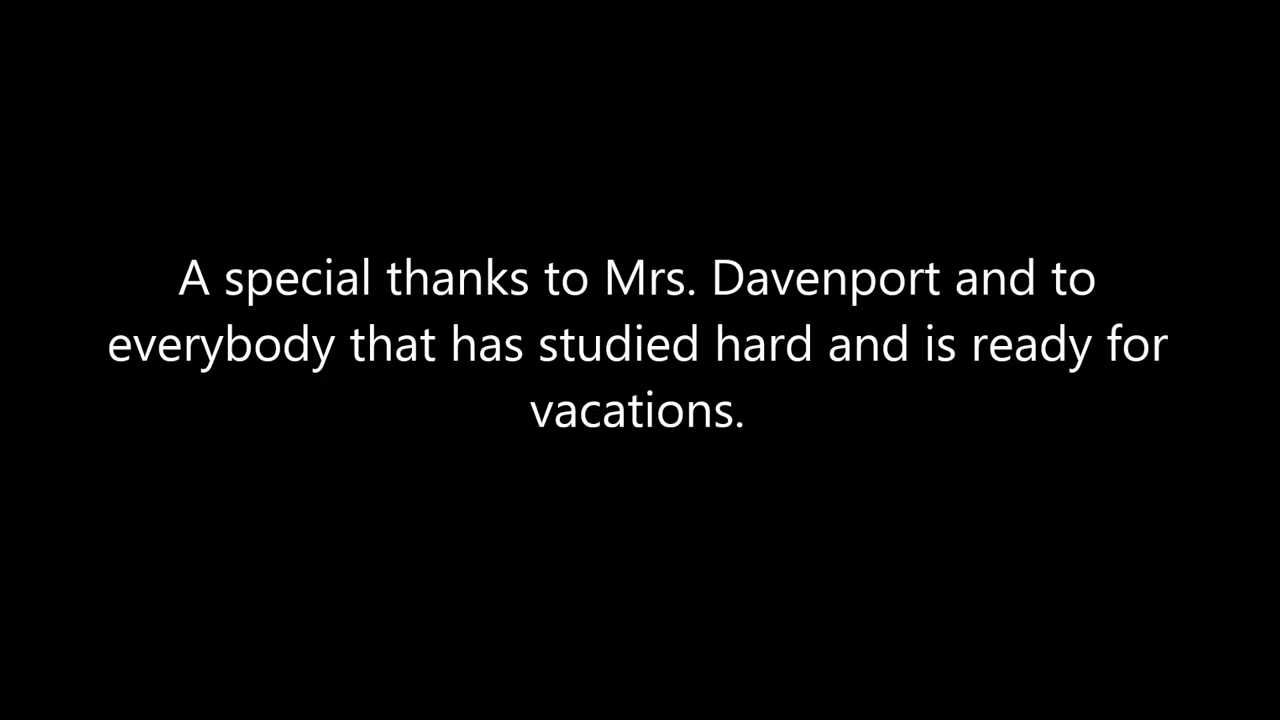 A special thanks to Mrs. Davenport and to
everybody that has studied hard and is ready for
vacations.